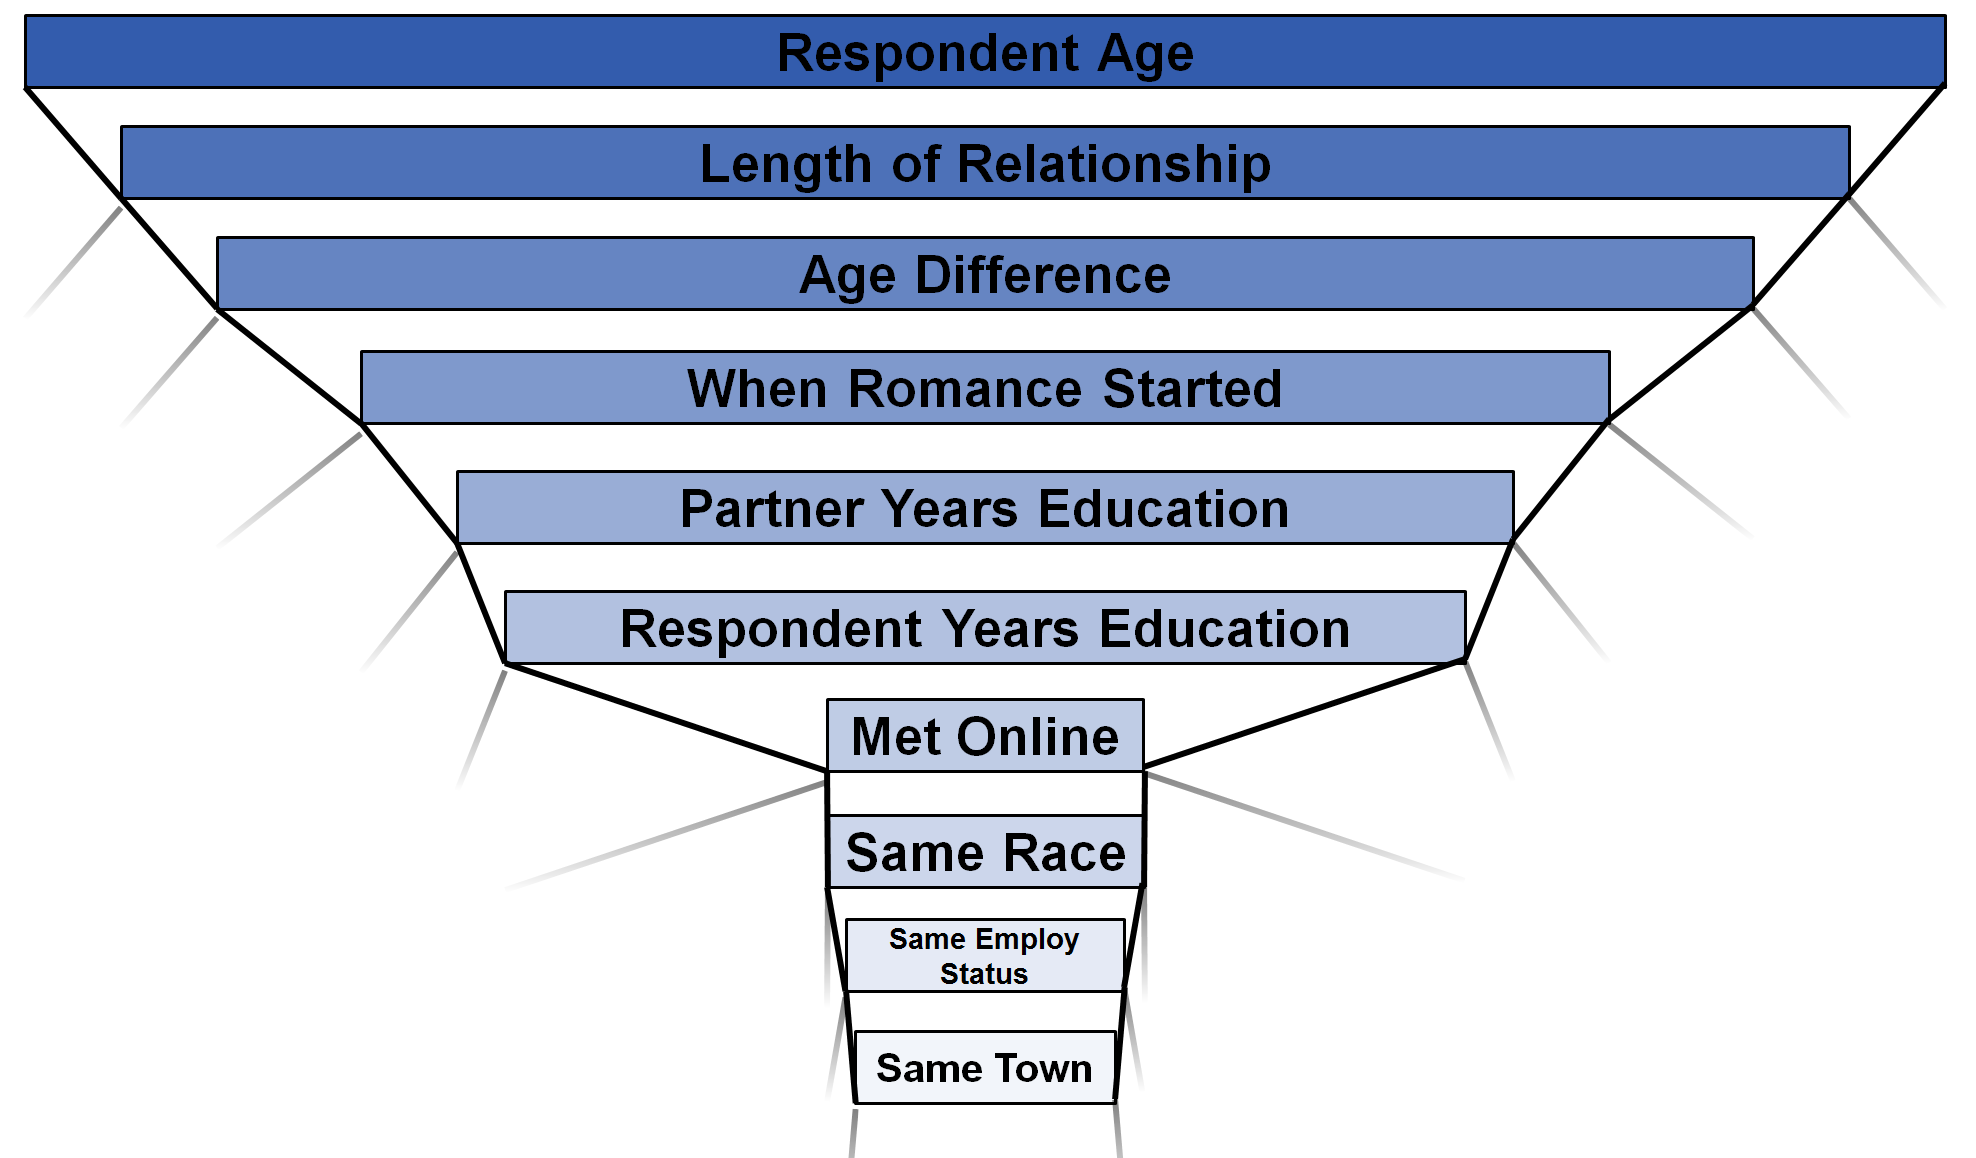 Respondent Age
Length of Relationship
Age Difference
When Romance Started
Partner Years Education
Respondent Years Education
Met Online
Same Race
Same Employ
Status
Same Town